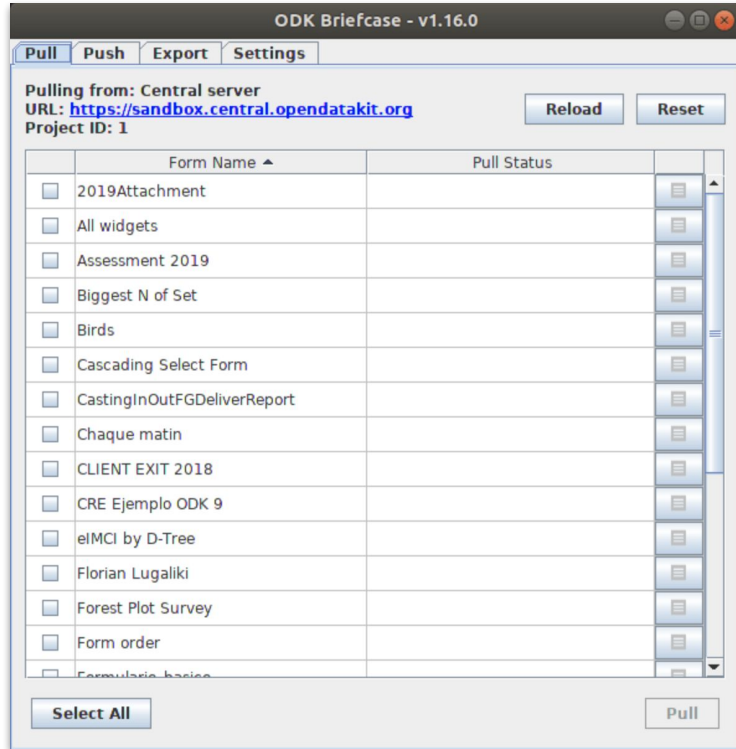 ODK Briefcase - v1.16.0
Pull Push Export Settings
Pulling from: Central server
URL: https://sandbox.central.opendatakit.org
Project ID: 1
Reload Reset
Form Name Pull Status
2019Attachment
All widgets
Assessment 2019
Biggest N of Set
Birds
Cascading Select Form
CastingInOutFGDeliverReport
Chaque matin
CLIENT EXIT 2018
CRE Ejemplo ODK 9
eIMCI by D-Tree
Florian Lugaliki
Forest Plot Survey
Form order
Select All Pull